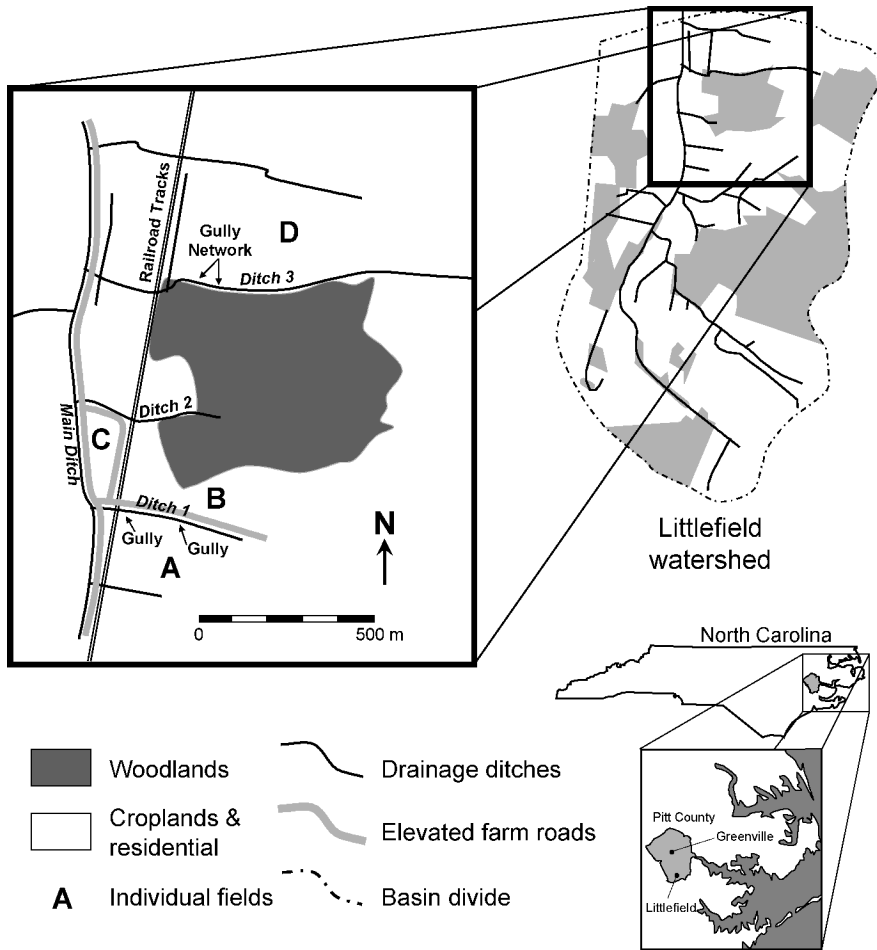 Railroad Tracks
Gully
Network
D
Ditch 3
Ditch 2
C
Main Ditch
B
Ditch 1
Gully
Gully
A
N
0
500 m
Littlefield
watershed
North Carolina
Pitt County
Greenville
Littlefield
Woodlands
Drainage ditches
Croplands &
residential
Elevated farm roads
A
Individual fields
Basin divide